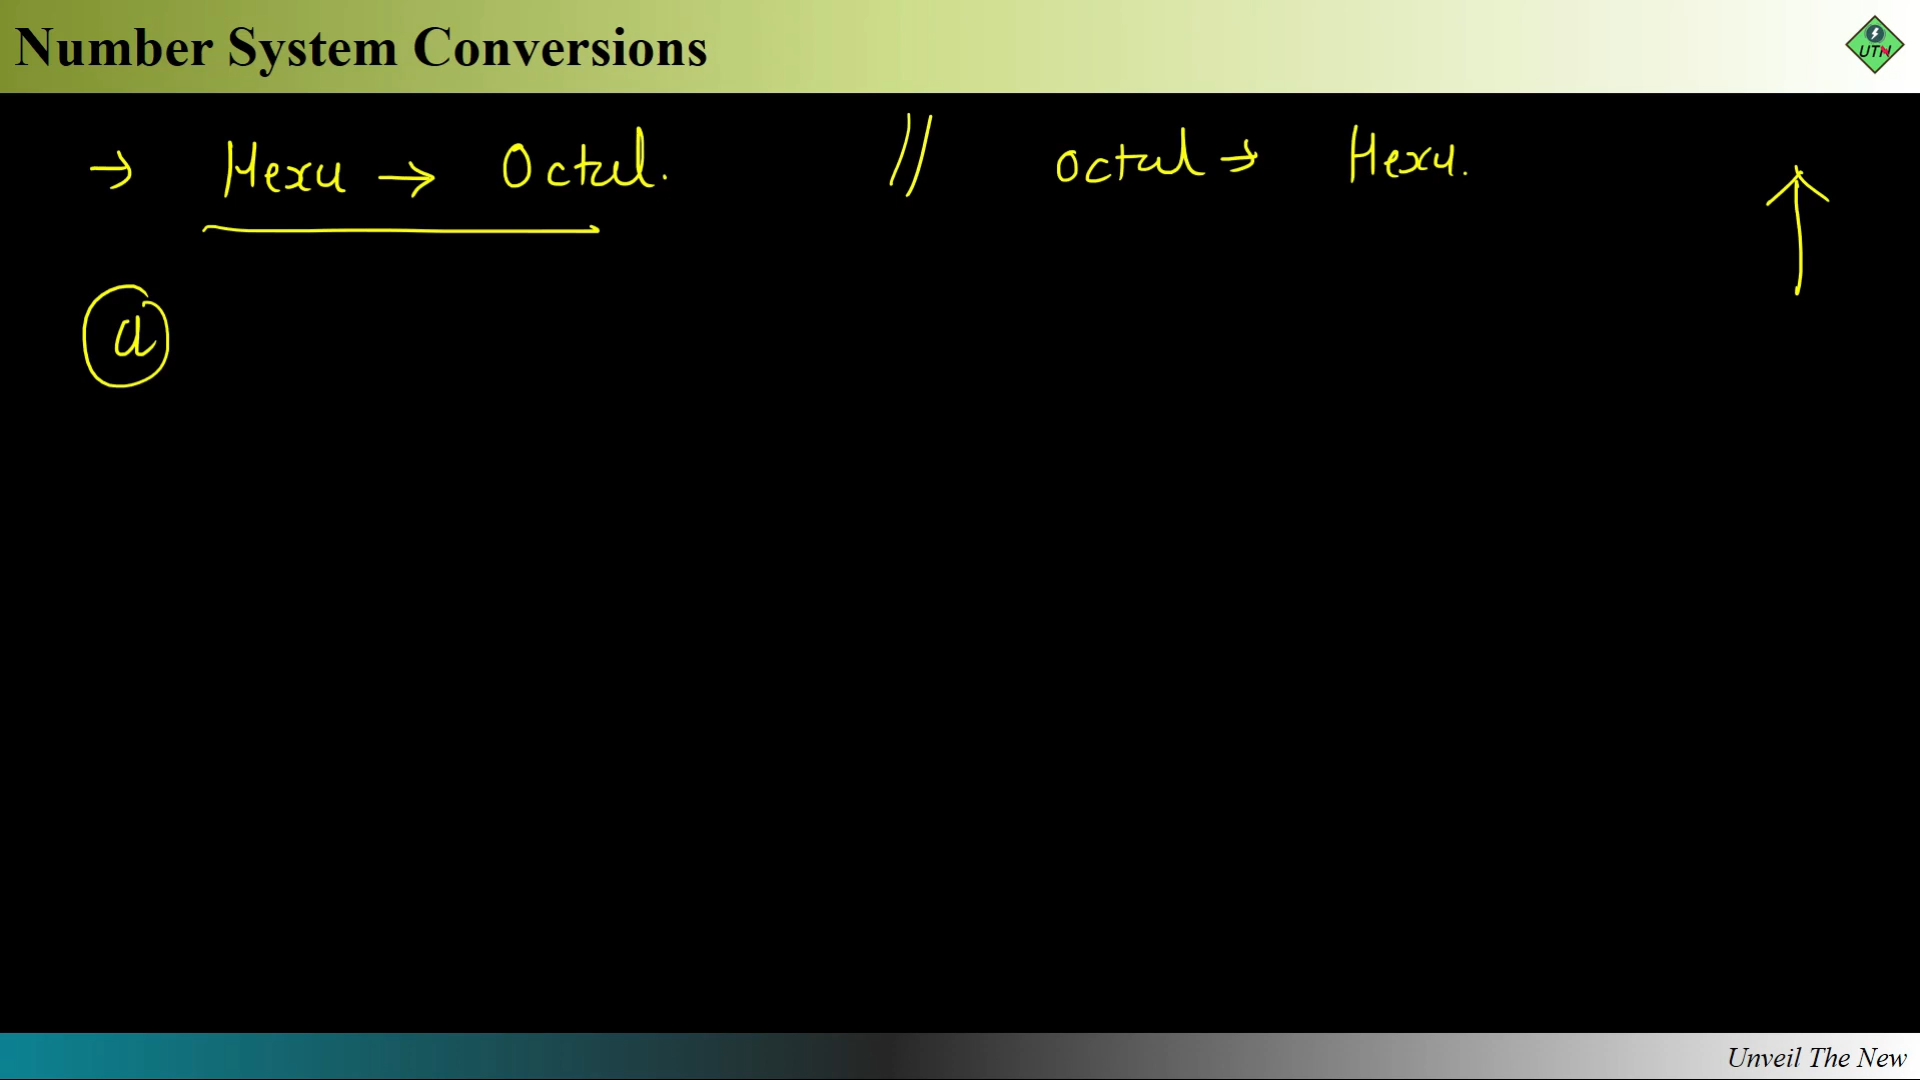 Number System Conversions
UTN
→ Hexa → Octal. // Octal → Hexa.
a
Unveil The New